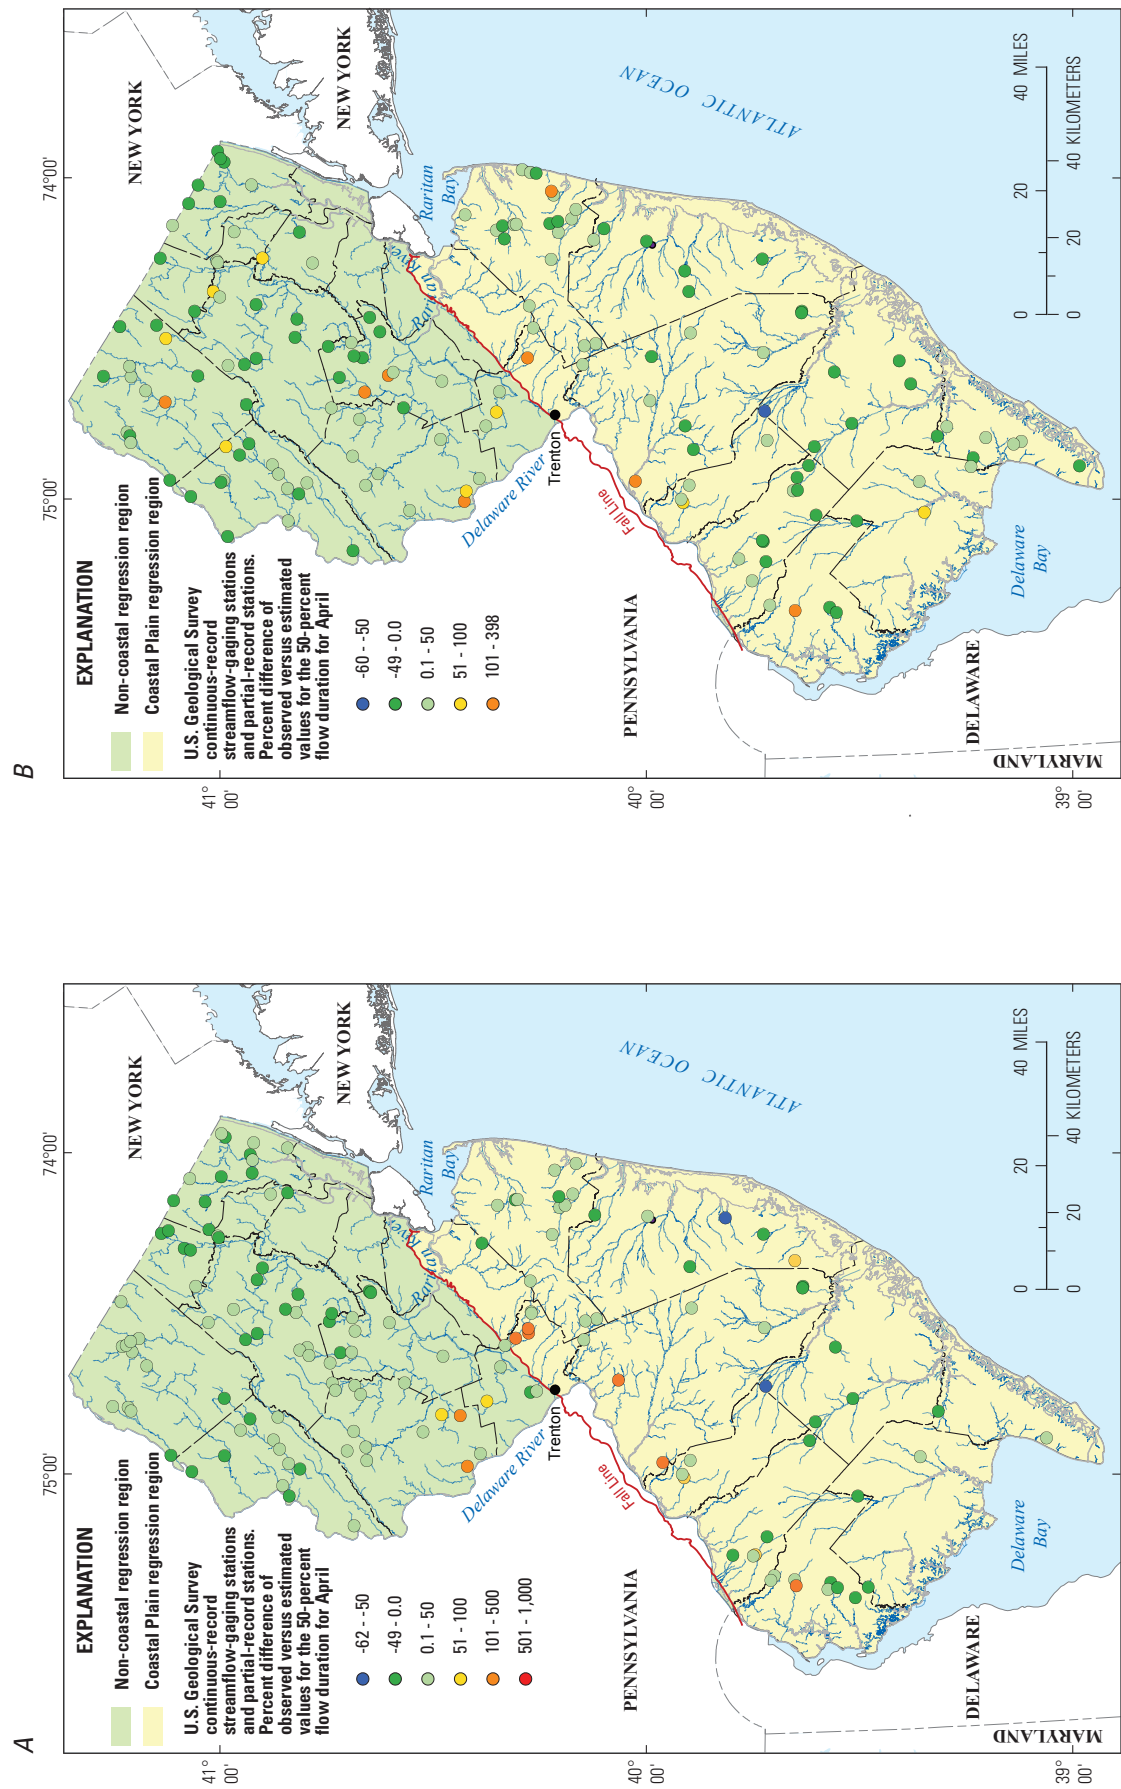 A
EXPLANATION
Non-coastal regression region
Coastal Plain regression region
U.S. Geological Survey
continuous-record
streamflow-gaging stations
and partial-record stations.
Percent difference of
observed versus estimated
values for the 50-percent
flow duration for April
-62 - -50
-49 - 0.0
0.1 - 50
51 - 100
101 - 500
501 - 1,000
75°00'
74°00'
41°
00'
40°
00'
39°
00'
NEW YORK
NEW YORK
Raritan
Bay
Raritan River
ATLANTIC OCEAN
Delaware River
Trenton
Fall Line
PENNSYLVANIA
Delaware
Bay
DELAWARE
MARYLAND
0 20 40 MILES
0 20 40 KILOMETERS
B
EXPLANATION
Non-coastal regression region
Coastal Plain regression region
U.S. Geological Survey
continuous-record
streamflow-gaging stations
and partial-record stations.
Percent difference of
observed versus estimated
values for the 50-percent
flow duration for April
-60 - -50
-49 - 0.0
0.1 - 50
51 - 100
101 - 398
75°00'
74°00'
41°
00'
40°
00'
39°
00'
NEW YORK
NEW YORK
Raritan
Bay
Raritan River
ATLANTIC OCEAN
Delaware River
Trenton
Fall Line
PENNSYLVANIA
Delaware
Bay
DELAWARE
MARYLAND
0 20 40 MILES
0 20 40 KILOMETERS